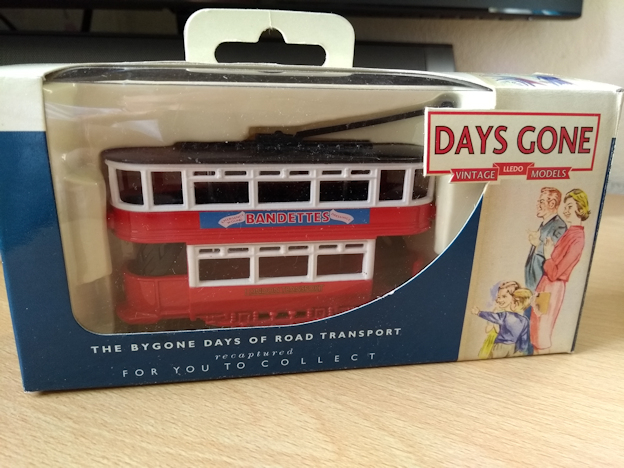 DAYS GONE
VINTAGE LLEDO MODELS
BANDETTES
THE BYGONE DAYS OF ROAD TRANSPORT
recaptured
FOR YOU TO COLLECT